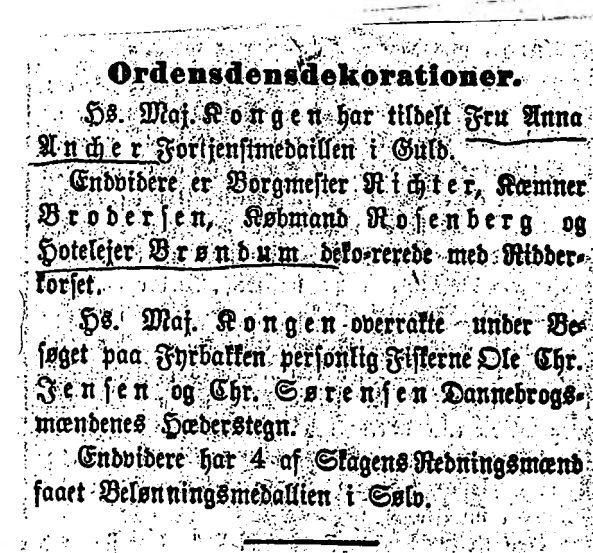 Ordensdensdekorationer.
Hs. Maj. Kongen har tildelt Fru Anna
Ancher Fortjenstmedaillen i Guld.
Endvidere er Borgmester Richter, Kæmner
Brodersen, Købmand Rosenberg og
Hotelejer Brøndum deko-rerede med Ridder-
korset.
Hs. Maj. Kongen overrakte under Be-
søget paa Fyrbakken personlig Fiskerne Ole Chr.
Jensen og Chr. Sørensen Dannebrogs-
mændenes Hæderstegn.
Endvidere har 4 af Skagens Redningsmænd
faaet Belønningsmedallien i Sølv.